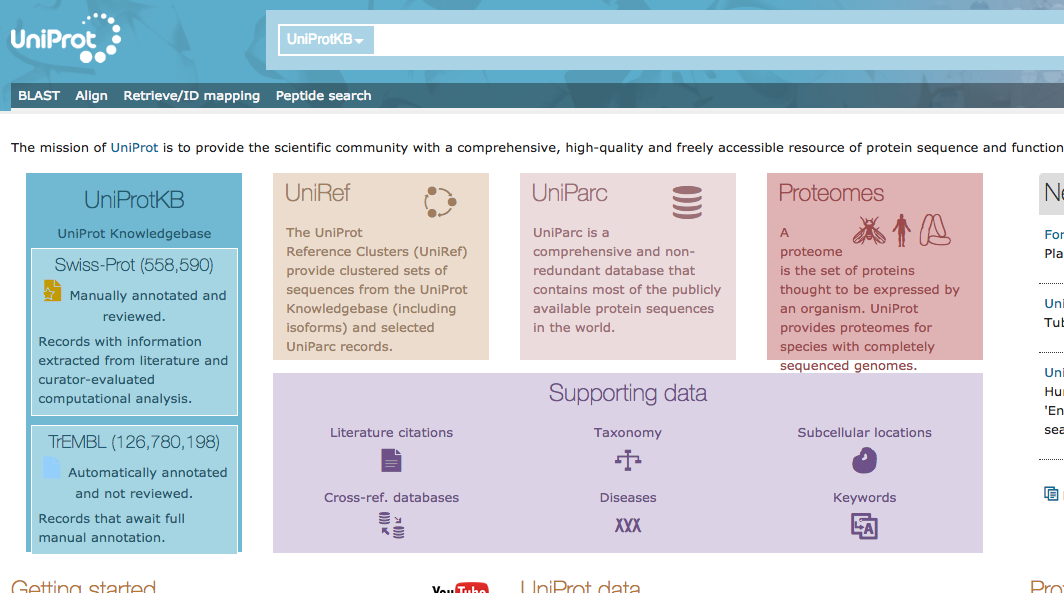 UniProt
UniProtKB
BLAST Align Retrieve/ID mapping Peptide search
The mission of UniProt is to provide the scientific community with a comprehensive, high-quality and freely accessible resource of protein sequence and function
UniProtKB
UniProt Knowledgebase
Swiss-Prot (558,590)
Manually annotated and
reviewed.
Records with information
extracted from literature and
curator-evaluated
computational analysis.
TrEMBL (126,780,198)
Automatically annotated
and not reviewed.
Records that await full
manual annotation.
UniRef
The UniProt
Reference Clusters (UniRef)
provide clustered sets of
sequences from the UniProt
Knowledgebase (including
isoforms) and selected
UniParc records.
UniParc
UniParc is a
comprehensive and non-
redundant database that
contains most of the publicly
available protein sequences
in the world.
Proteomes
A
proteome
is the set of proteins
thought to be expressed by
an organism. UniProt
provides proteomes for
species with completely
sequenced genomes.
Supporting data
Literature citations Taxonomy Subcellular locations
Cross-ref. databases Diseases Keywords
A
Ne
For
Pla
Uni
Tub
Uni
Hu
'En
sea
Getting started
YouTube
UniProt data
Pro